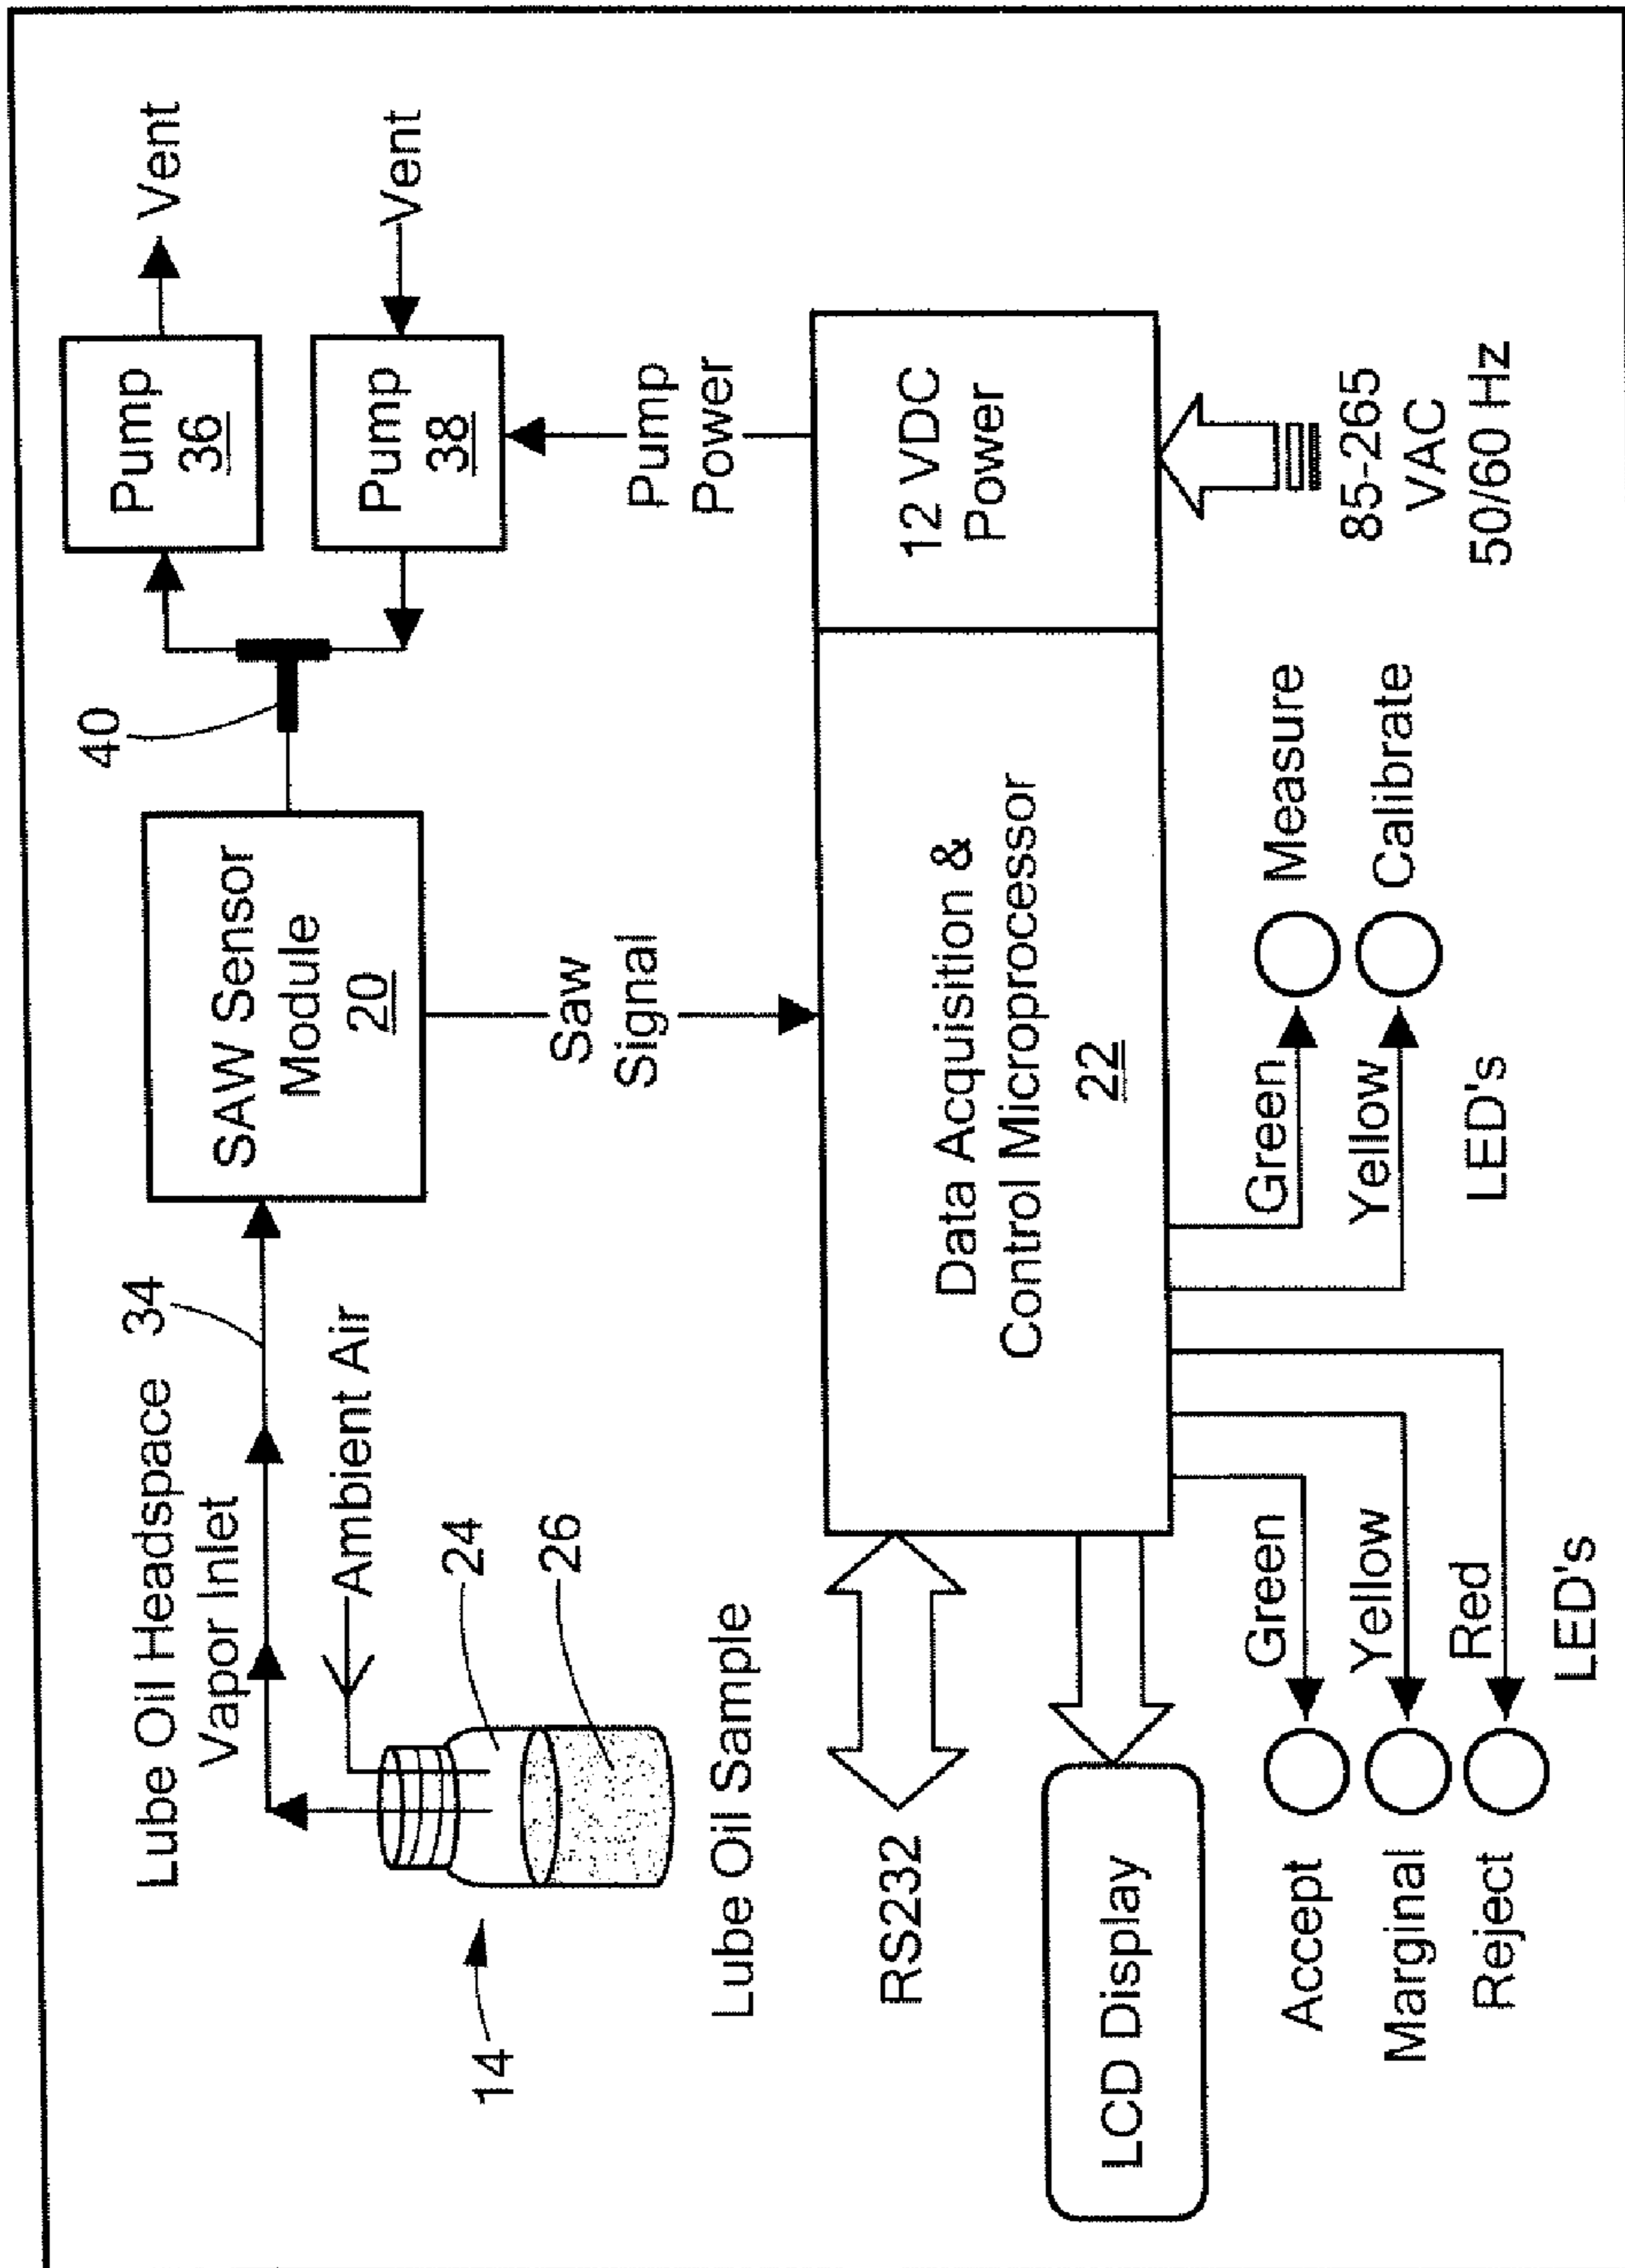 Lube Oil Headspace 34
Vapor Inlet
Ambient Air
24
26
14
Lube Oil Sample
SAW Sensor
Module
20
40
Pump
36
Vent
Pump
38
Vent
Saw
Signal
Pump
Power
RS232
LCD Display
Data Acquisition &
Control Microprocessor
22
12 VDC
Power
85-265
VAC
50/60 Hz
Accept
Green
Marginal
Yellow
Reject
Red
LED's
Green
Measure
Yellow
Calibrate
LED's